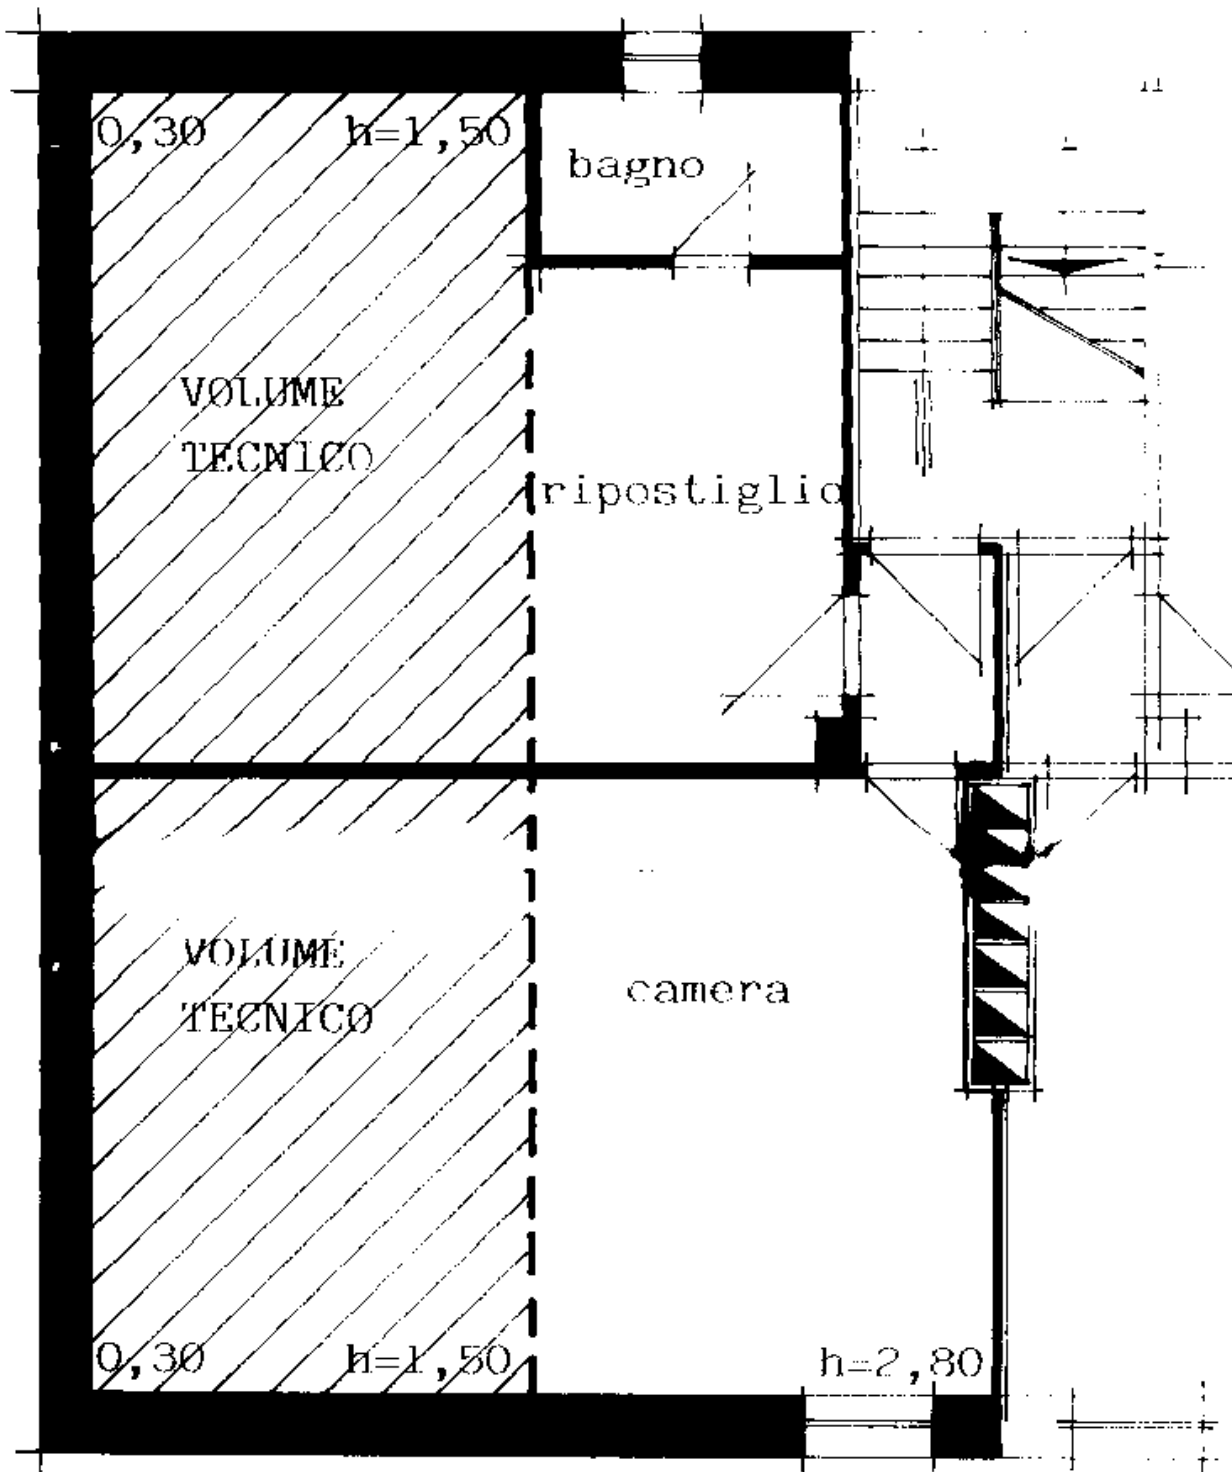 0,30 h=1,50
bagno
VOLUME
TECNICO
ripostiglio
VOLUME
TECNICO
camera
0,30 h=1,50 h=2,80